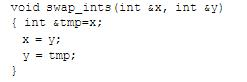 void swap_ints(int &x, int &y)
{ int &tmp=x;
x = y;
y = tmp;
}